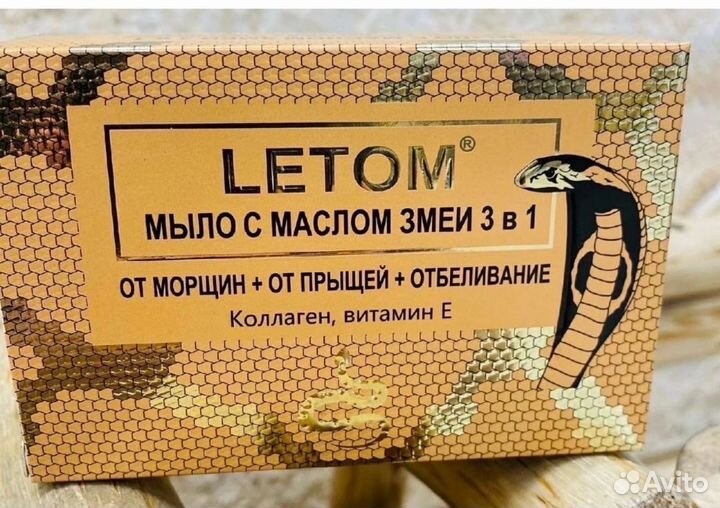 LETOM®
МЫЛО С МАСЛОМ ЗМЕИ 3 в 1
ОТ МОРЩИН + ОТ ПРЫЩЕЙ + ОТБЕЛИВАНИЕ
Коллаген, витамин Е
Avito